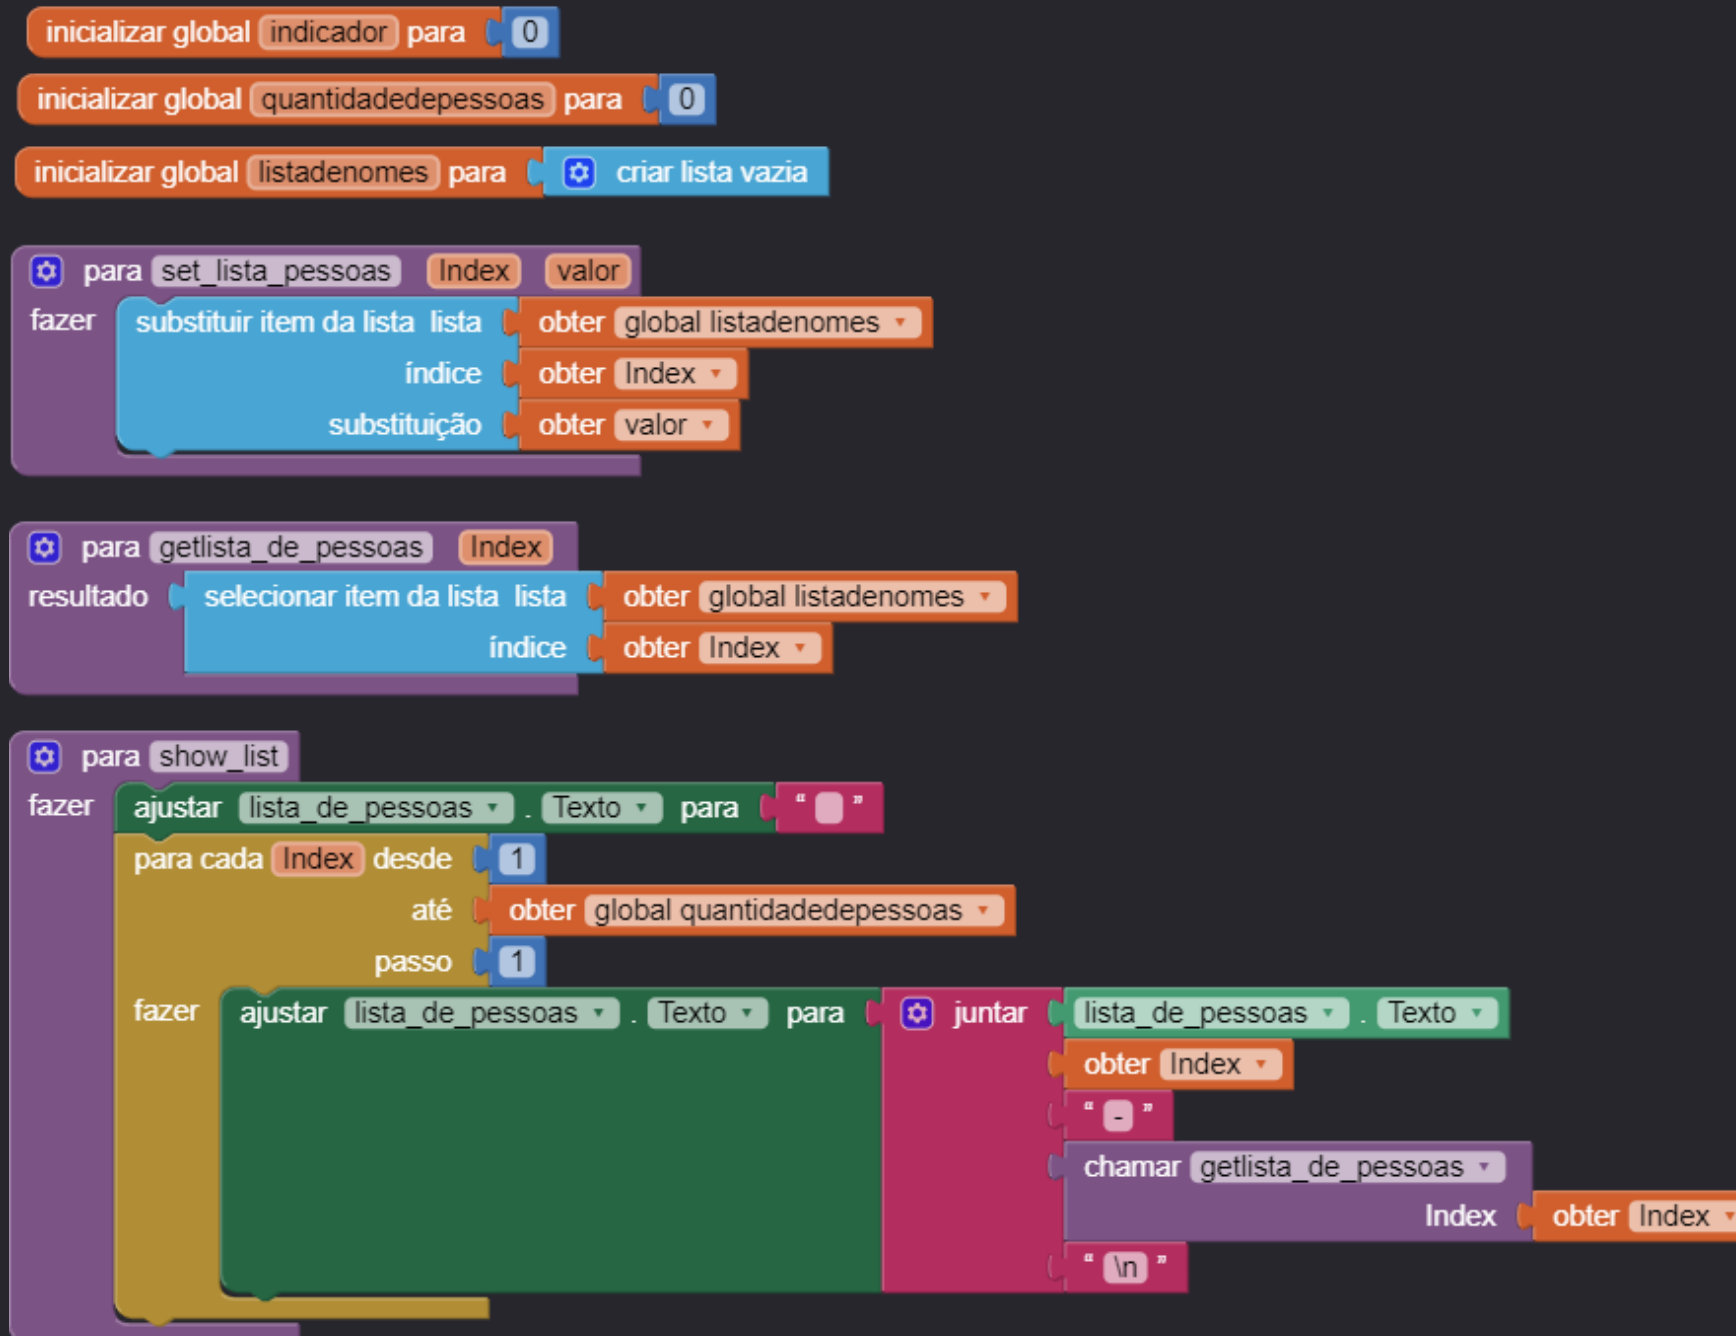 inicializar global indicador para 0
inicializar global quantidadedepessoas para 0
inicializar global listadenomes para criar lista vazia
para set_lista_pessoas Index valor
fazer substituir item da lista lista obter global listadenomes
índice obter Index
substituição obter valor
para getlista_de_pessoas Index
resultado selecionar item da lista lista obter global listadenomes
índice obter Index
para show_list
fazer ajustar lista_de_pessoas . Texto para “ ”
para cada Index desde 1
até obter global quantidadedepessoas
passo 1
fazer ajustar lista_de_pessoas . Texto para juntar lista_de_pessoas . Texto
obter Index
“ - ”
chamar getlista_de_pessoas
Index obter Index
“ \n ”